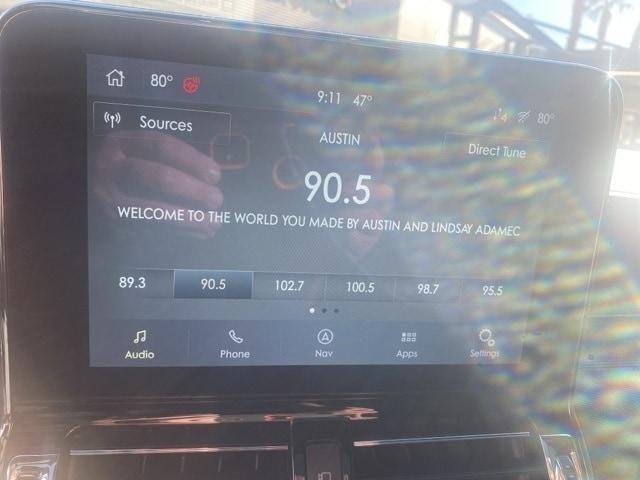 80° 9:11 47° 80°
Sources AUSTIN Direct Tune
90.5
WELCOME TO THE WORLD YOU MADE BY AUSTIN AND LINDSAY ADAMEC
89.3 90.5 102.7 100.5 98.7 95.5
Audio Phone Nav Apps Settings